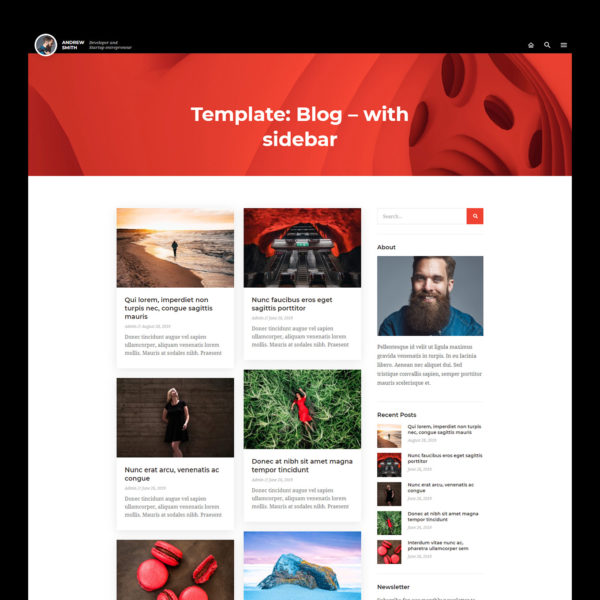 ANDREW
SMITH
Developer and
Startup entrepreneur
Template: Blog – with
sidebar
Qui lorem, imperdiet non
turpis nec, congue sagittis
mauris
Admin // August 28, 2019
Donec tincidunt augue vel sapien
ullamcorper, aliquam venenatis lorem
mollis. Mauris at sodales nibh. Praesent
Nunc erat arcu, venenatis ac
congue
Admin // June 28, 2019
Donec tincidunt augue vel sapien
ullamcorper, aliquam venenatis lorem
mollis. Mauris at sodales nibh. Praesent
Nunc faucibus eros eget
sagittis porttitor
Admin // June 28, 2019
Donec tincidunt augue vel sapien
ullamcorper, aliquam venenatis lorem
mollis. Mauris at sodales nibh. Praesent
Donec at nibh sit amet magna
tempor tincidunt
Admin // June 28, 2019
Donec tincidunt augue vel sapien
ullamcorper, aliquam venenatis lorem
mollis. Mauris at sodales nibh. Praesent
Search...
About
Pellentesque id velit ut ligula maximus
gravida venenatis in turpis. In eu lacinia
libero. Aenean nec aliquet dui. Sed
tristique convallis sapien, semper porttitor
mauris scelerisque et.
Recent Posts
Qui lorem, imperdiet non turpis
nec, congue sagittis mauris
August 28, 2019
Nunc faucibus eros eget sagittis
porttitor
June 28, 2019
Nunc erat arcu, venenatis ac
congue
June 28, 2019
Donec at nibh sit amet magna
tempor tincidunt
June 28, 2019
Interdum vitae nunc ac,
pharetra ullamcorper sem
June 28, 2019
Newsletter